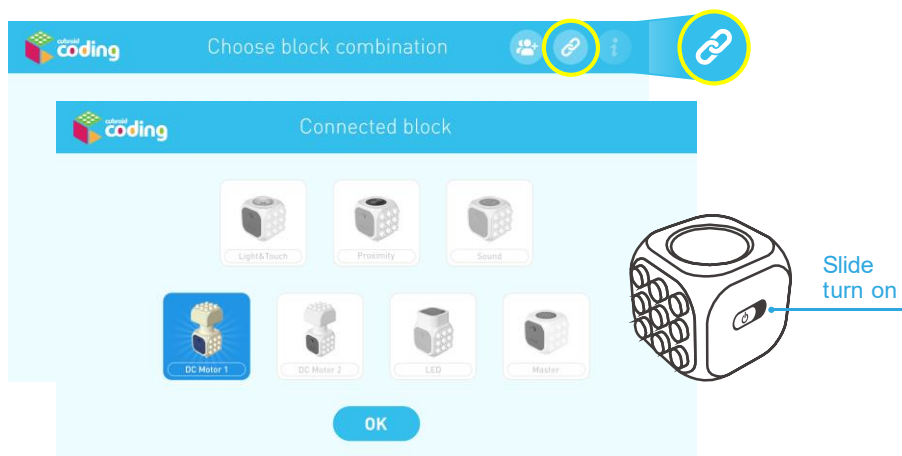 cubroid
coding
Choose block combination
i
cubroid
coding
Connected block
Light&Touch
Proximity
Sound
DC Motor 1
DC Motor 2
LED
Master
OK
Slide
turn on